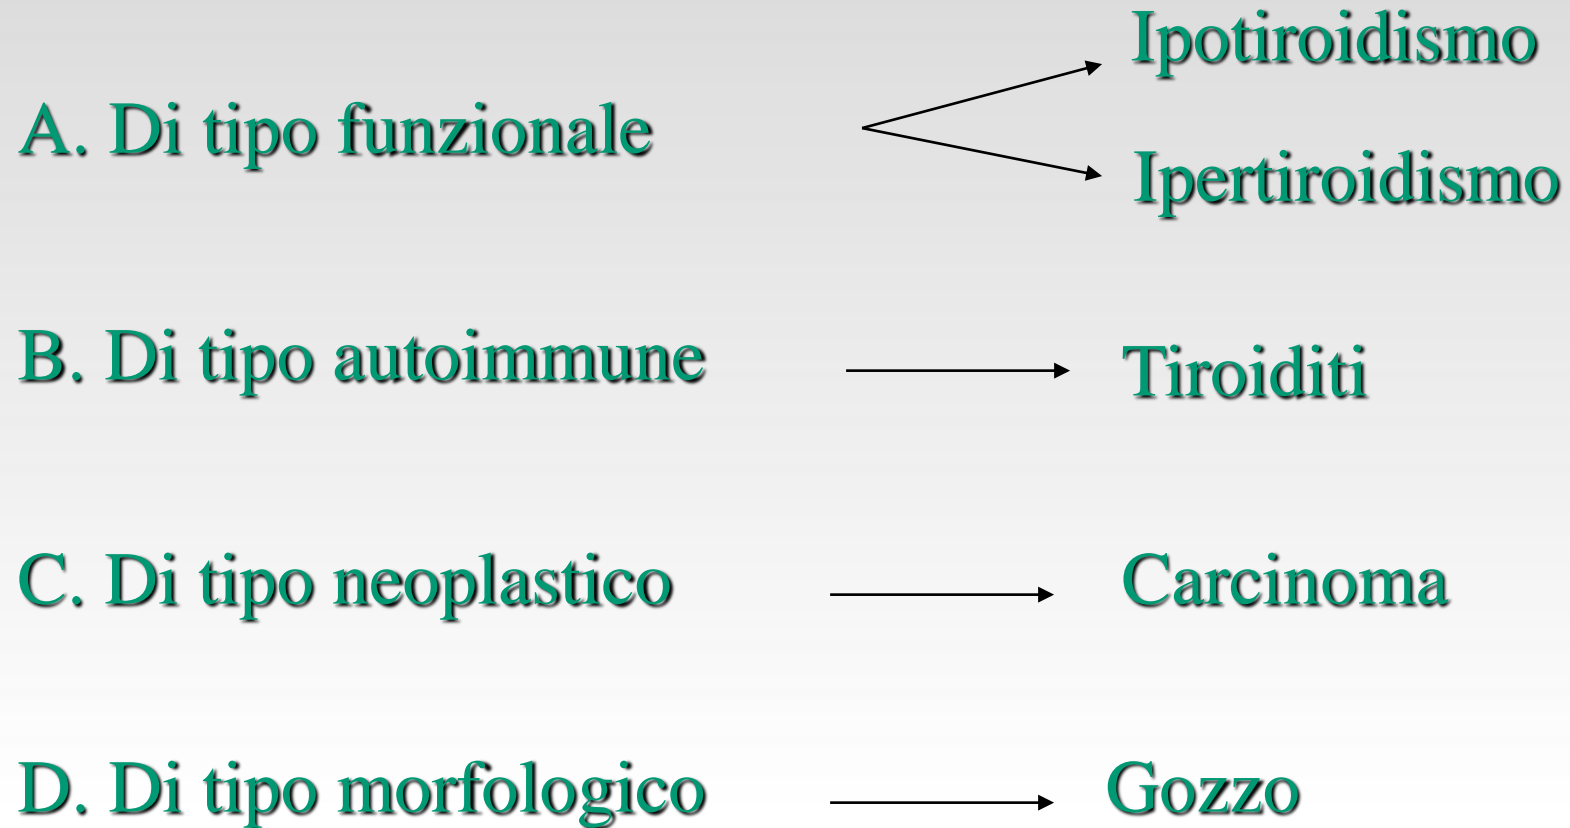 Ipotiroidismo
A. Di tipo funzionale
Ipertiroidismo
B. Di tipo autoimmune
Tiroiditi
C. Di tipo neoplastico
Carcinoma
D. Di tipo morfologico
Gozzo